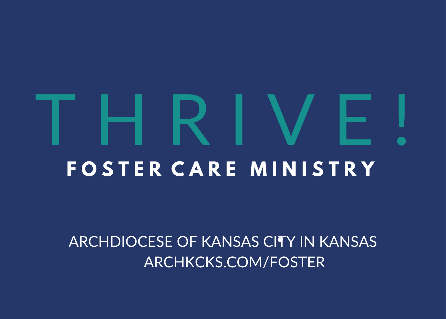 THRIVE!
FOSTER CARE MINISTRY
ARCHDIOCESE OF KANSAS CITY IN KANSAS
ARCHKCKS.COM/FOSTER